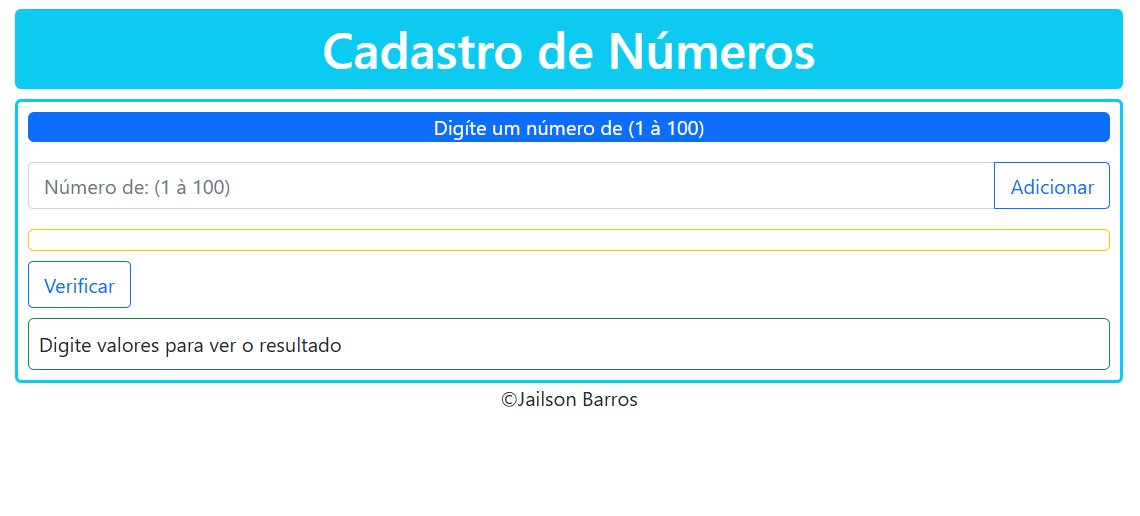 Cadastro de Números
Digíte um número de (1 à 100)
Número de: (1 à 100)
Adicionar
Verificar
Digite valores para ver o resultado
©Jailson Barros